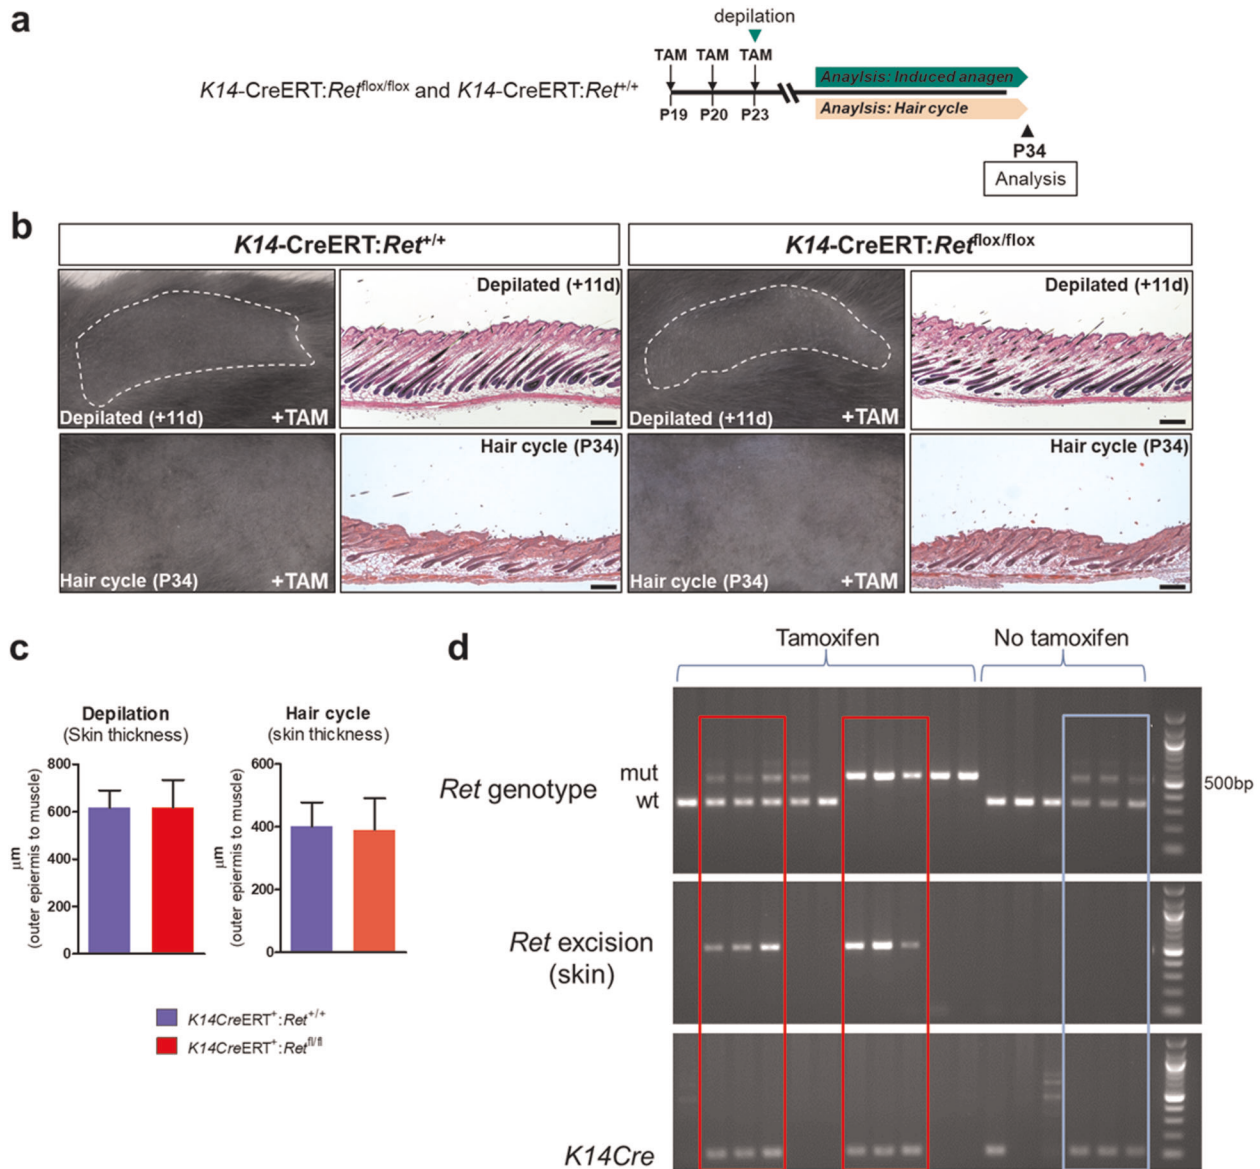 a
depilation
TAM TAM TAM
K14-CreERT:Retflox/flox and K14-CreERT:Ret+/+
Anaylsis: Induced anagen
Anaylsis: Hair cycle
P19 P20 P23
P34
Analysis
b
K14-CreERT:Ret+/+
K14-CreERT:Retflox/flox
Depilated (+11d)
Depilated (+11d)
Depilated (+11d) +TAM
Depilated (+11d) +TAM
Hair cycle (P34)
Hair cycle (P34)
Hair cycle (P34) +TAM
Hair cycle (P34) +TAM
c
Depilation
(Skin thickness)
Hair cycle
(skin thickness)
µm
(outer epiermis to muscle)
800
600
400
200
0
µm
(outer epiermis to muscle)
600
400
200
0
K14CreERT+:Ret+/+
K14CreERT+:Retfl/fl
d
Tamoxifen No tamoxifen
Ret genotype
mut
wt
500bp
Ret excision
(skin)
K14Cre